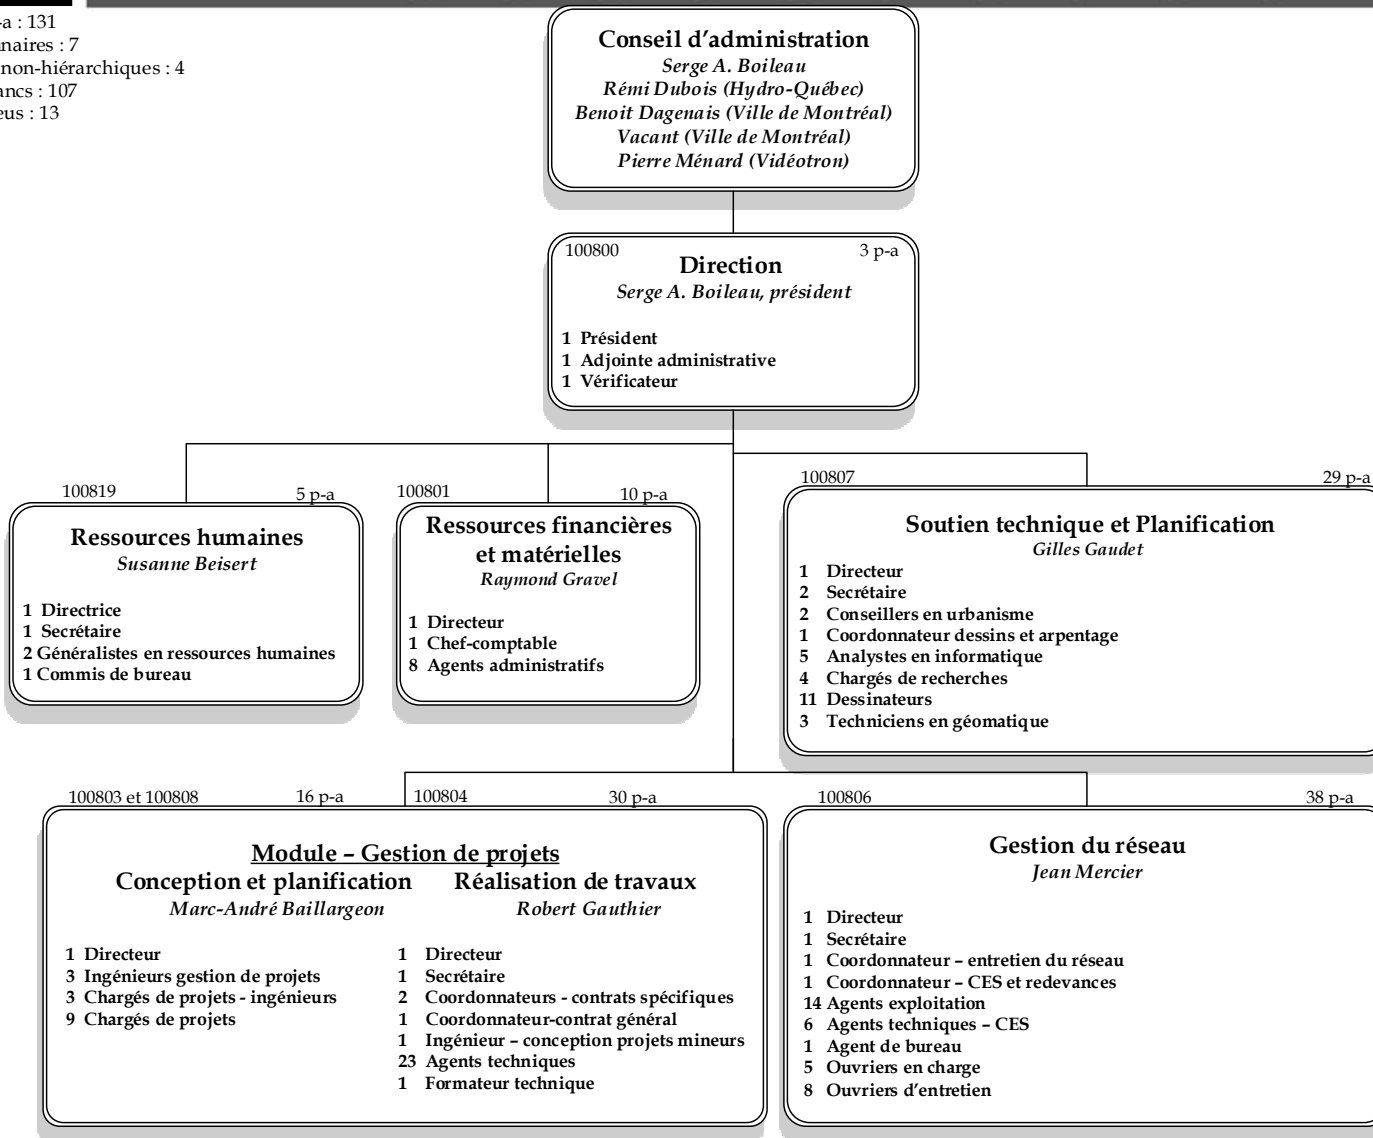 -a : 131
naires : 7
non-hiérarchiques : 4
ancs : 107
eus : 13
Conseil d'administration
Serge A. Boileau
Rémi Dubois (Hydro-Québec)
Benoit Dagenais (Ville de Montréal)
Vacant (Ville de Montréal)
Pierre Ménard (Vidéotron)
100800 3 p-a
Direction
Serge A. Boileau, président
1 Président
1 Adjointe administrative
1 Vérificateur
100819 5 p-a
Ressources humaines
Susanne Beisert
1 Directrice
1 Secrétaire
2 Généralistes en ressources humaines
1 Commis de bureau
100801 10 p-a
Ressources financières
et matérielles
Raymond Gravel
1 Directeur
1 Chef-comptable
8 Agents administratifs
100807 29 p-a
Soutien technique et Planification
Gilles Gaudet
1 Directeur
2 Secrétaire
2 Conseillers en urbanisme
1 Coordonnateur dessins et arpentage
5 Analystes en informatique
4 Chargés de recherches
11 Dessinateurs
3 Techniciens en géomatique
100803 et 100808 16 p-a 100804 30 p-a
Module – Gestion de projets
Conception et planification
Marc-André Baillargeon
1 Directeur
3 Ingénieurs gestion de projets
3 Chargés de projets - ingénieurs
9 Chargés de projets
Réalisation de travaux
Robert Gauthier
1 Directeur
1 Secrétaire
2 Coordonnateurs - contrats spécifiques
1 Coordonnateur-contrat général
1 Ingénieur – conception projets mineurs
23 Agents techniques
1 Formateur technique
100806 38 p-a
Gestion du réseau
Jean Mercier
1 Directeur
1 Secrétaire
1 Coordonnateur – entretien du réseau
1 Coordonnateur – CES et redevances
14 Agents exploitation
6 Agents techniques – CES
1 Agent de bureau
5 Ouvriers en charge
8 Ouvriers d'entretien